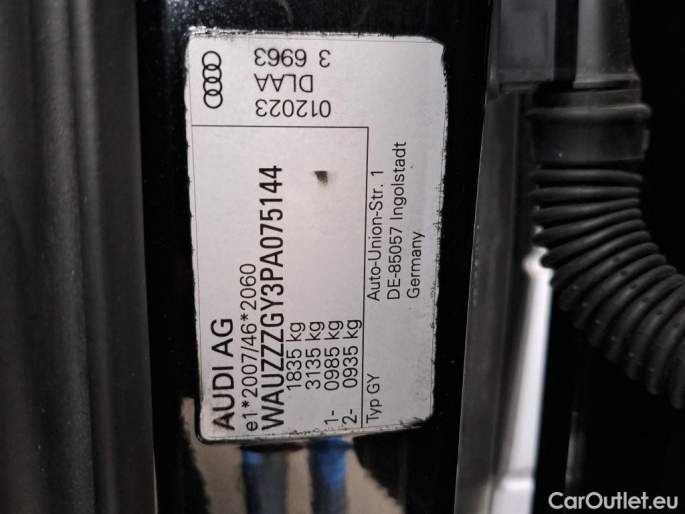 AUDI AG
e1*2007/46*2060
WAUZZZGY3PA075144
1835 kg
3135 kg
1- 0985 kg
2- 0935 kg
Typ GY
Auto-Union-Str. 1
DE-85057 Ingolstadt
Germany
012023
DLAA
3 6963
CarOutlet.eu